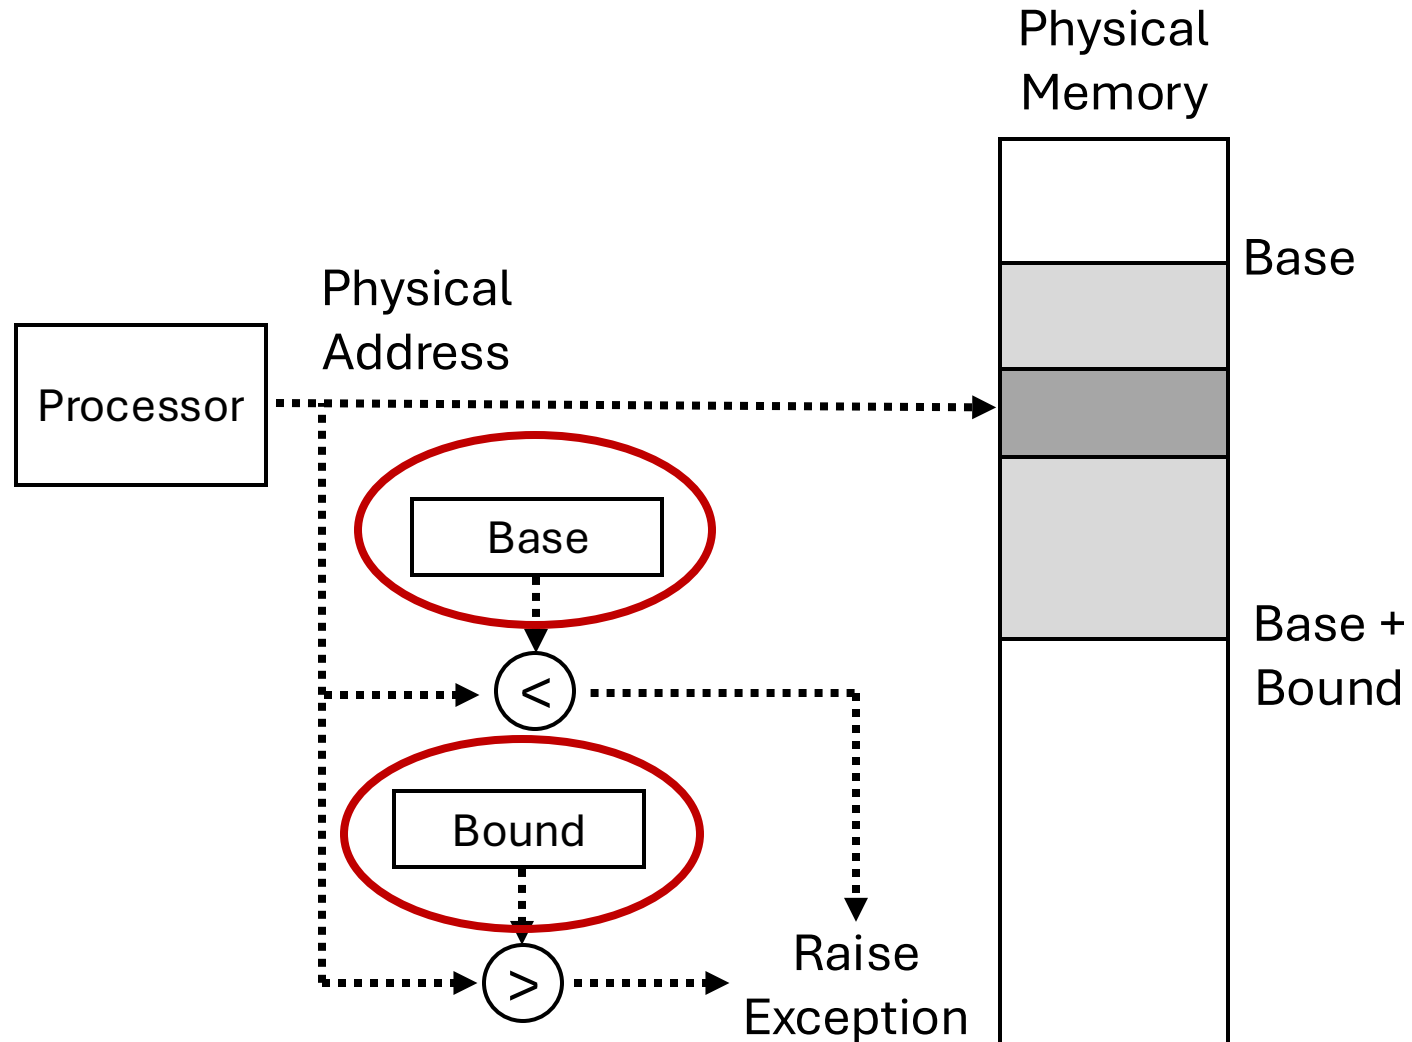 Physical
Memory
Base
Physical
Address
Processor
Base
<
Base +
Bound
Bound
>
Raise
Exception